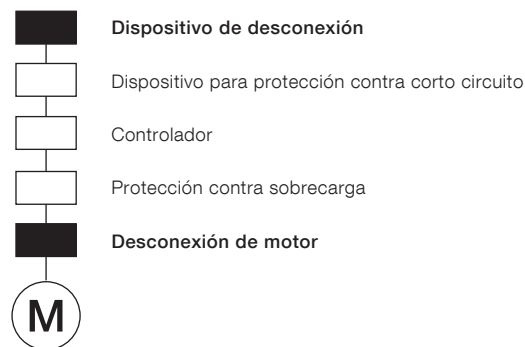 Dispositivo de desconexión
Dispositivo para protección contra corto circuito
Controlador
Protección contra sobrecarga
Desconexión de motor
M